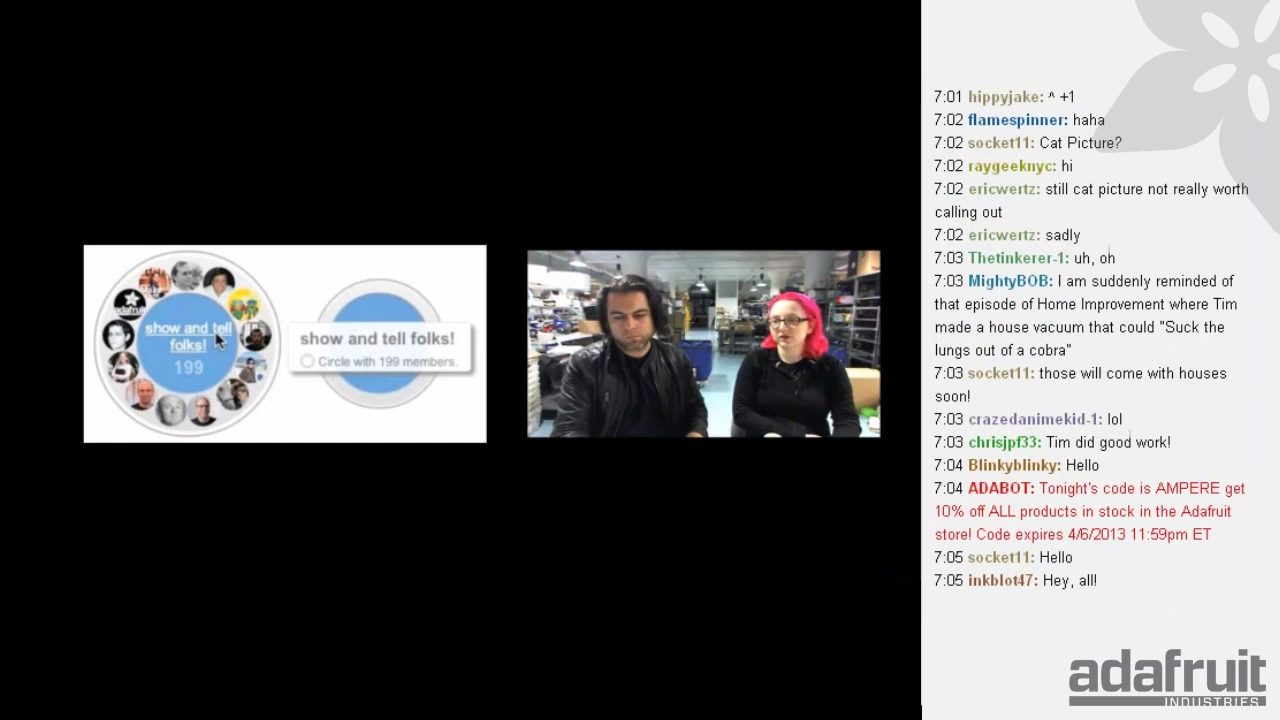 show and tell
folks!
199
show and tell folks!
Circle with 199 members.
adafruit
7:01 hippyjake: ^ +1
7:02 flamespinner: haha
7:02 socket11: Cat Picture?
7:02 raygeeknyc: hi
7:02 ericwertz: still cat picture not really worth
calling out
7:02 ericwertz: sadly
7:03 Thetinkerer-1: uh, oh
7:03 MightyBOB: I am suddenly reminded of
that episode of Home Improvement where Tim
made a house vacuum that could "Suck the
lungs out of a cobra"
7:03 socket11: those will come with houses
soon!
7:03 crazedanimekid-1: lol
7:03 chrisjpf33: Tim did good work!
7:04 Blinkyblinky: Hello
7:04 ADABOT: Tonight's code is AMPERE get
10% off ALL products in stock in the Adafruit
store! Code expires 4/6/2013 11:59pm ET
7:05 socket11: Hello
7:05 inkblot47: Hey, all!
adafruit
INDUSTRIES